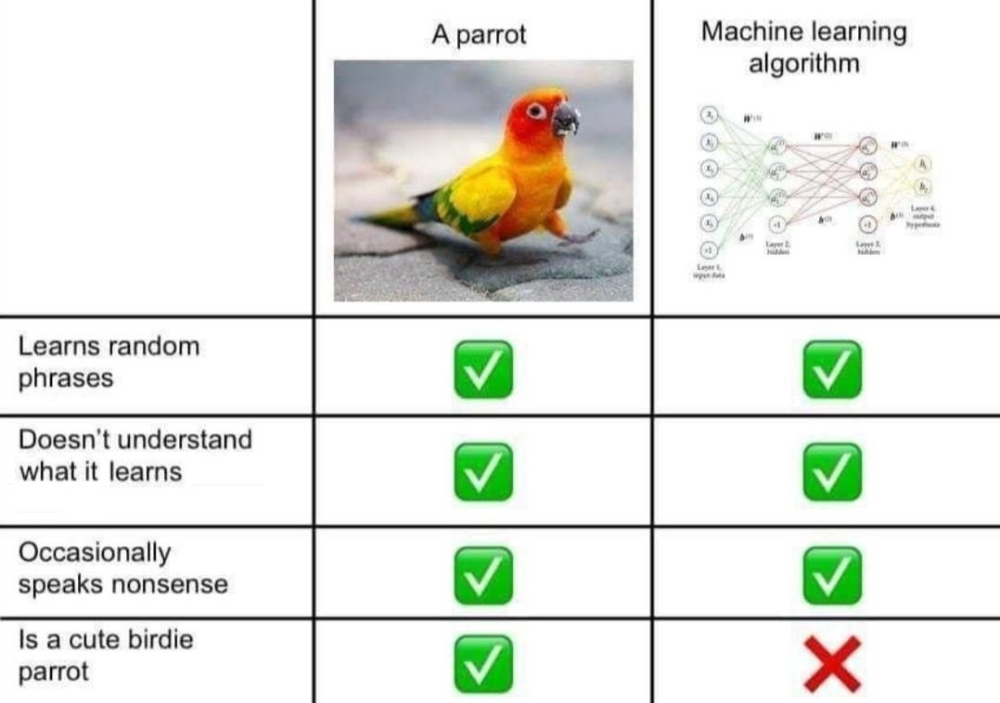 A parrot
Machine learning
algorithm
Layer 1,
input data
Layer 2,
hidden
Layer 3,
hidden
Layer 4,
output
hypothesis
Learns random
phrases
Doesn't understand
what it learns
Occasionally
speaks nonsense
Is a cute birdie
parrot